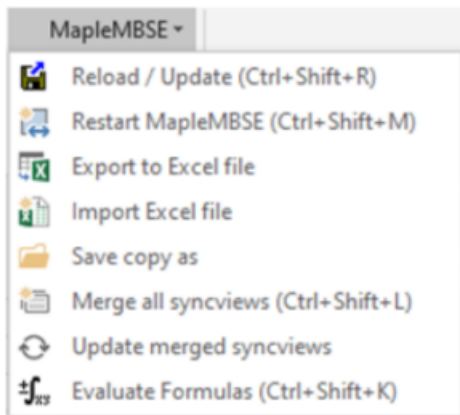 MapleMBSE
Reload / Update (Ctrl+Shift+R)
Restart MapleMBSE (Ctrl+Shift+M)
Export to Excel file
Import Excel file
Save copy as
Merge all syncviews (Ctrl+Shift+L)
Update merged syncviews
Evaluate Formulas (Ctrl+Shift+K)